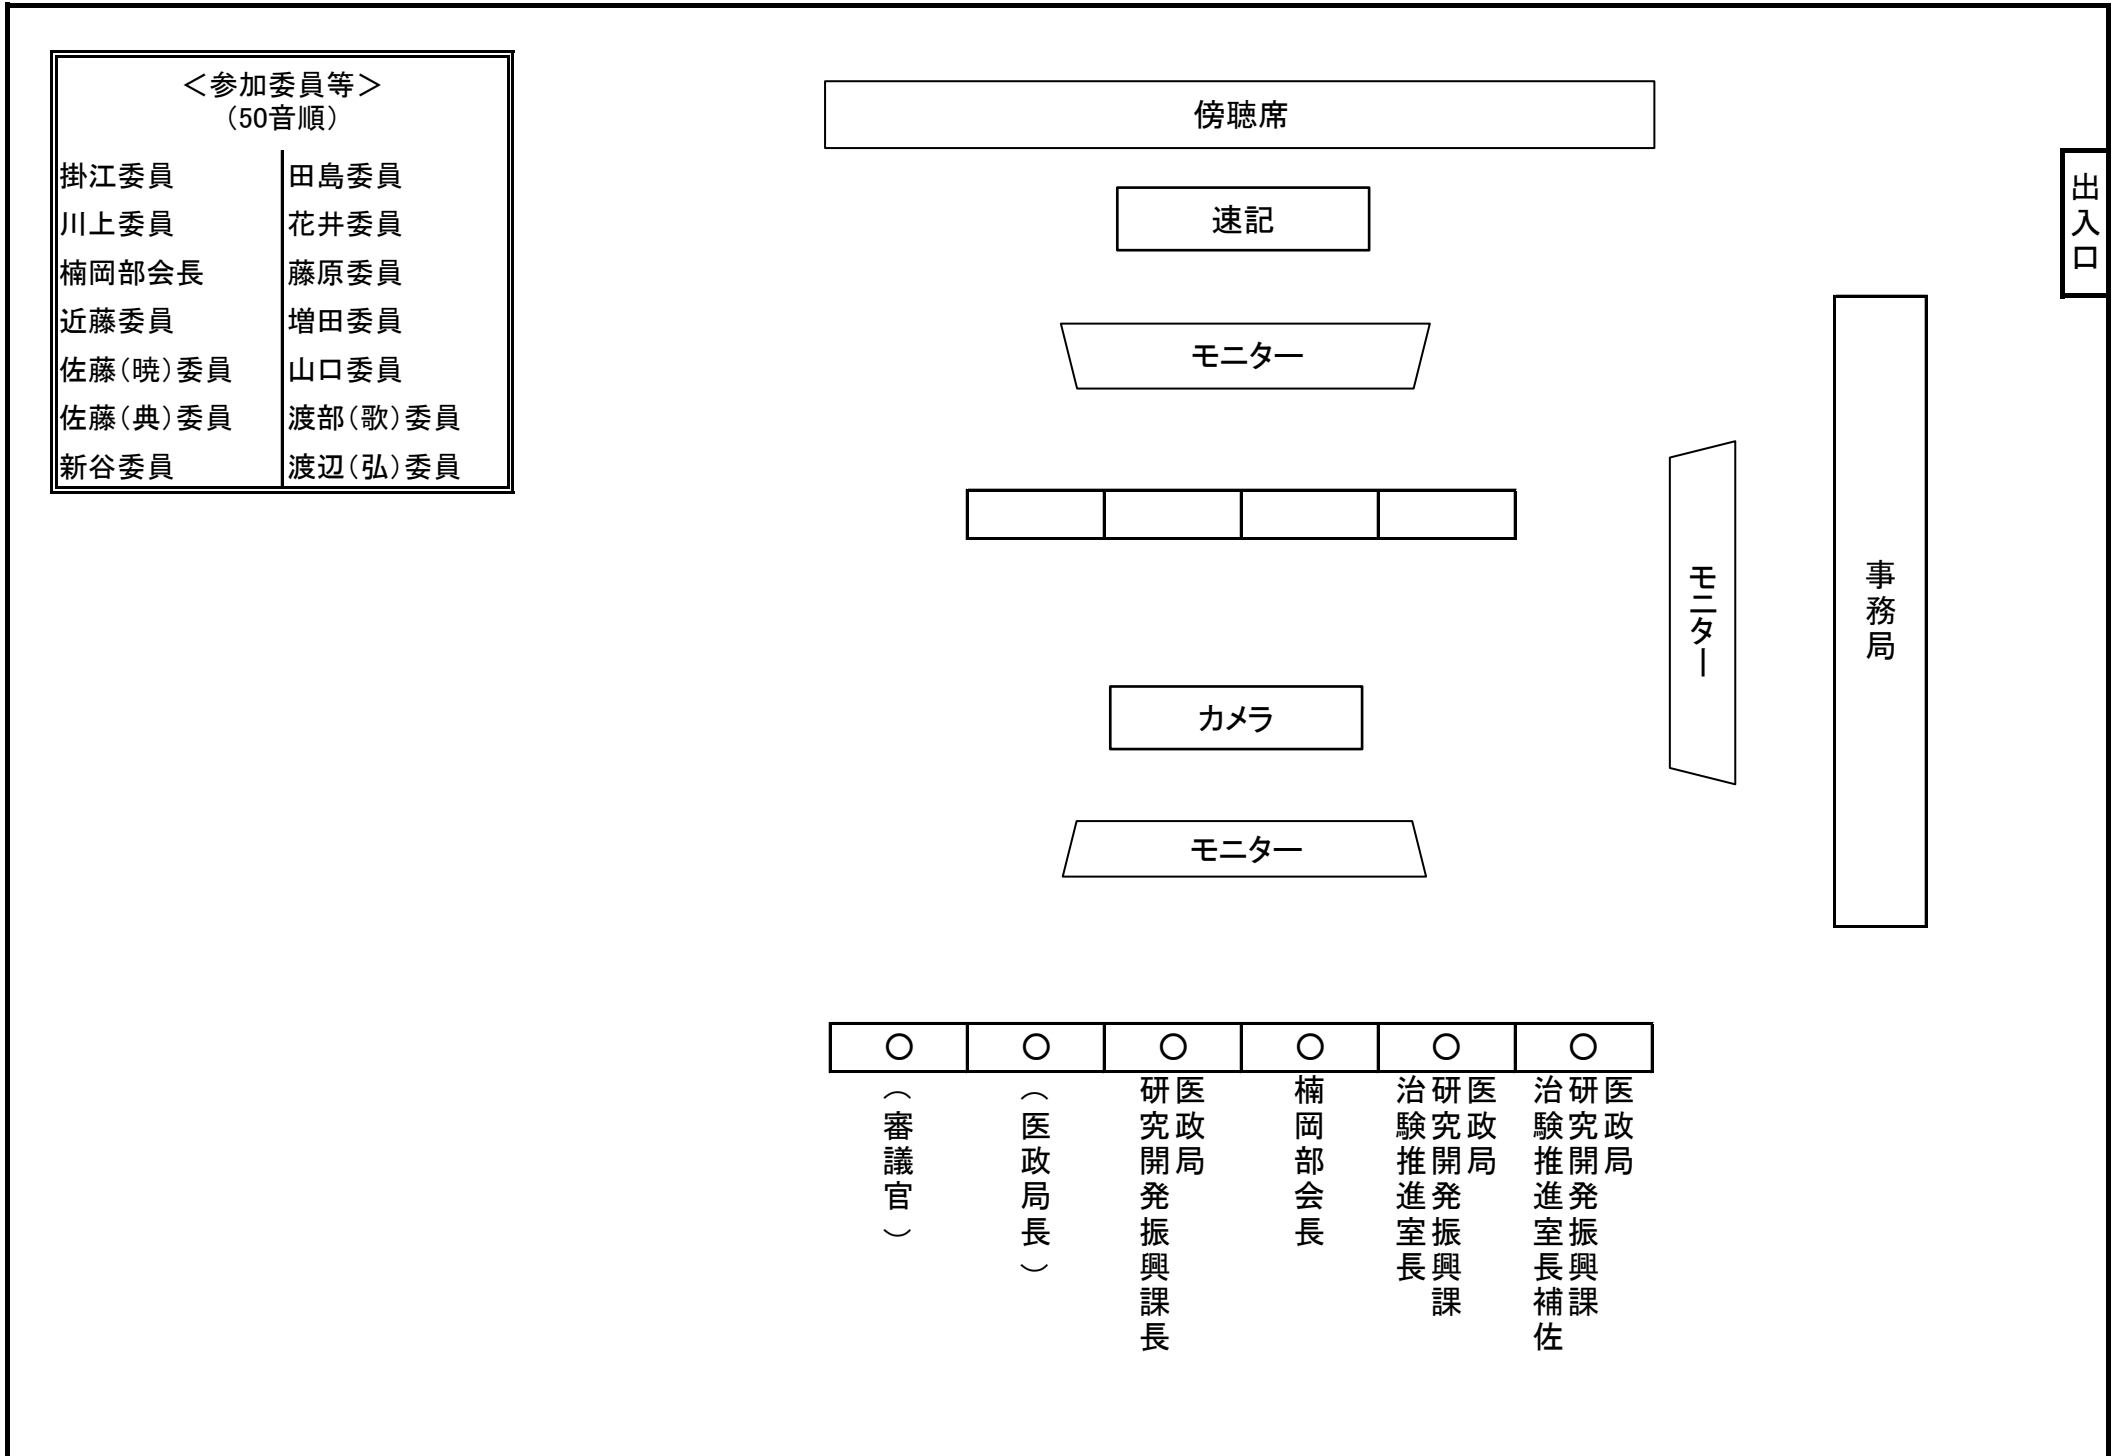 ＜参加委員等＞
（50音順）
掛江委員
川上委員
楠岡部会長
近藤委員
佐藤（暁）委員
佐藤（典）委員
新谷委員
田島委員
花井委員
藤原委員
増田委員
山口委員
渡部（歌）委員
渡辺（弘）委員
傍聴席
速記
出入口
モニター
モニター
事務局
カメラ
モニター
○ ○ ○ ○ ○ ○
（審議官）
（医政局長）
医政局
研究開発振興課長
楠岡部会長
医政局
研究開発振興課
治験推進室長
医政局
研究開発振興課
治験推進室長補佐